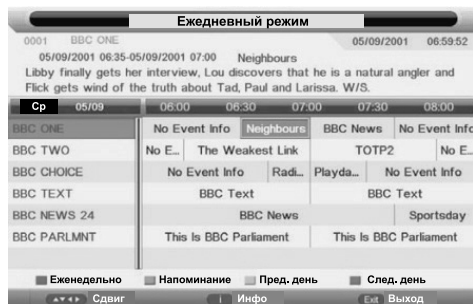 Ежедневный режим
0001 BBC ONE 05/09/2001 06:59:52
05/09/2001 06:35-05/09/2001 07:00 Neighbours
Libby finally gets her interview, Lou discovers that he is a natural angler and
Flick gets wind of the truth about Tad, Paul and Larissa. W/S.
Ср 05/09 06:00 06:30 07:00 07:30 08:00
BBC ONE No Event Info Neighbours BBC News No Event Info
BBC TWO No E... The Weakest Link TOTP2 No E...
BBC CHOICE No Event Info Radi... Playda... No Event Info
BBC TEXT BBC Text BBC Text
BBC NEWS 24 BBC News Sportsday
BBC PARLMNT This Is BBC Parliament This Is BBC Parliament
Еженедельно Напоминание Пред. день След. день
Сдвиг i Инфо Exit Выход